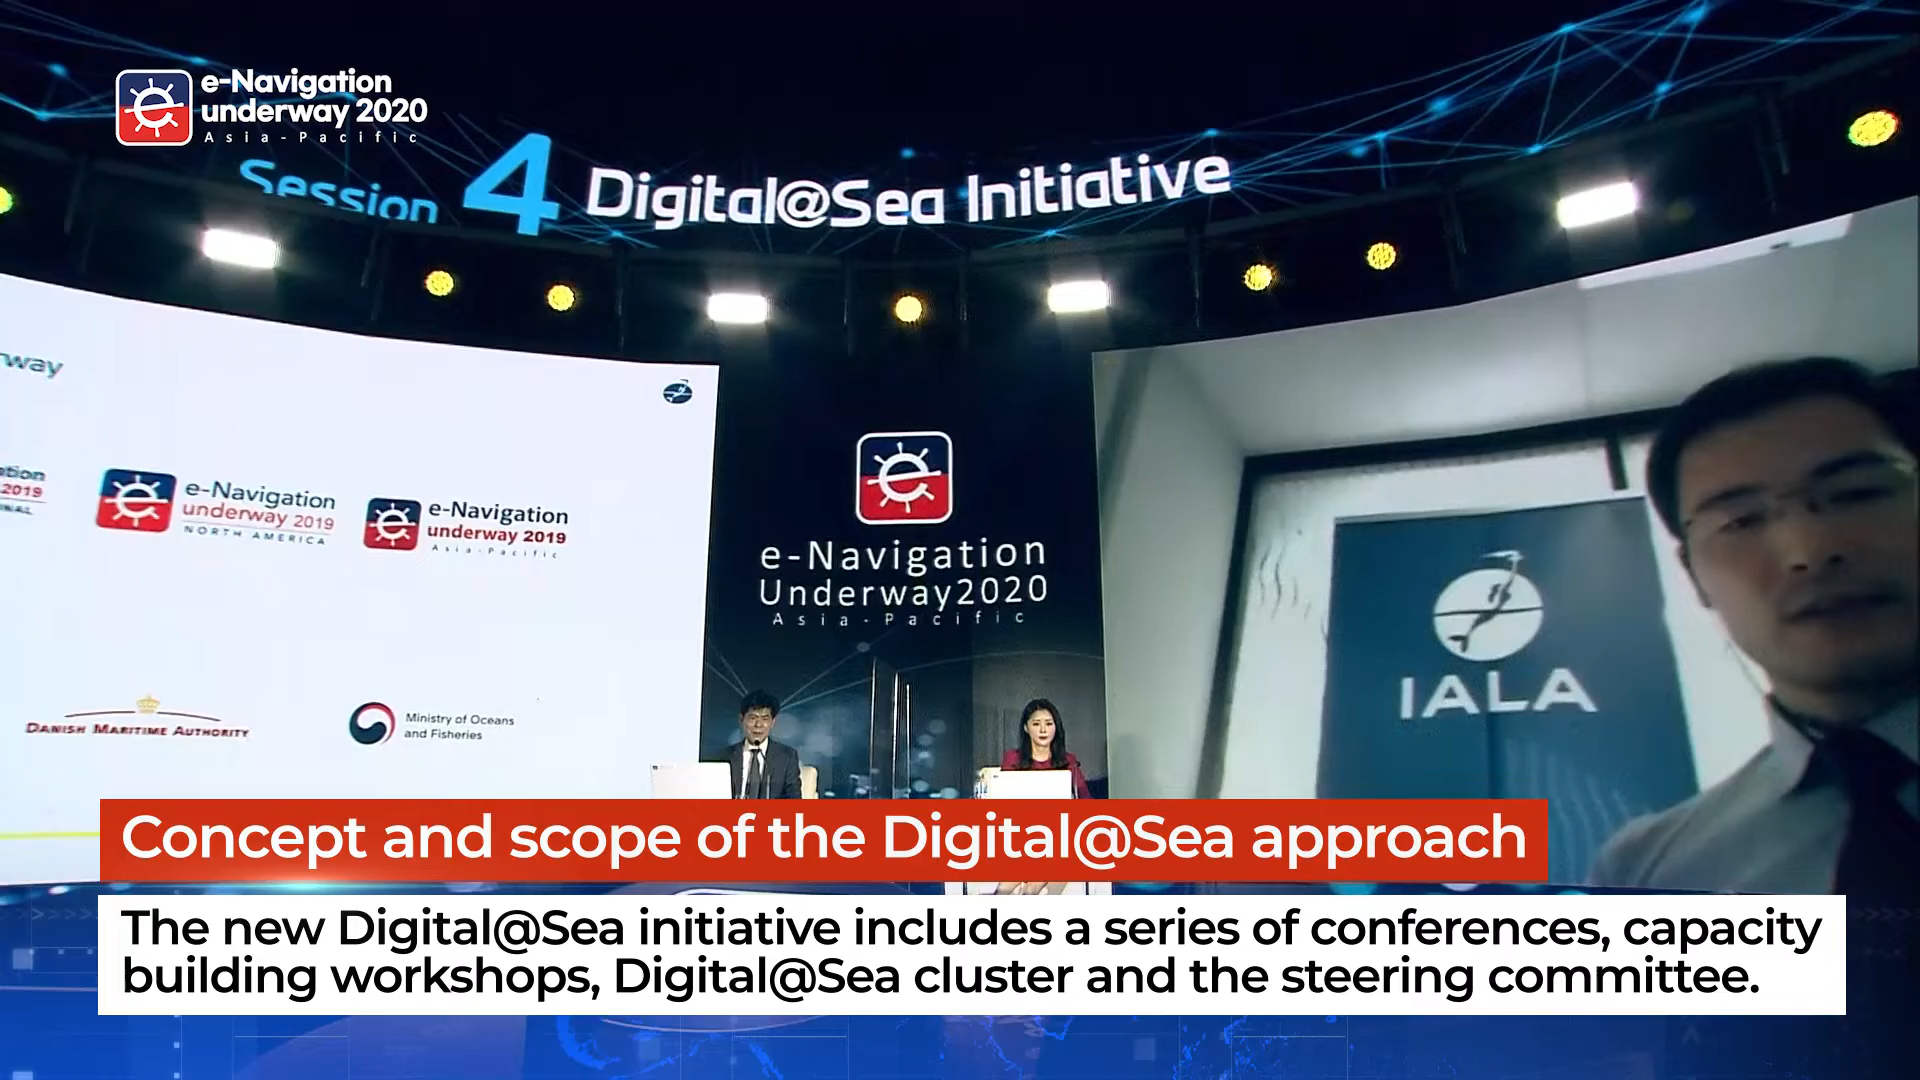 e-Navigation
underway 2020
Asia-Pacific
Session 4 Digital@Sea Initiative
2019
e-Navigation
underway 2019
NORTH AMERICA
e-Navigation
underway 2019
Asia-Pacific
DANISH MARITIME AUTHORITY
Ministry of Oceans
and Fisheries
e-Navigation
Underway2020
Asia-Pacific
IALA
Concept and scope of the Digital@Sea approach
The new Digital@Sea initiative includes a series of conferences, capacity
building workshops, Digital@Sea cluster and the steering committee.